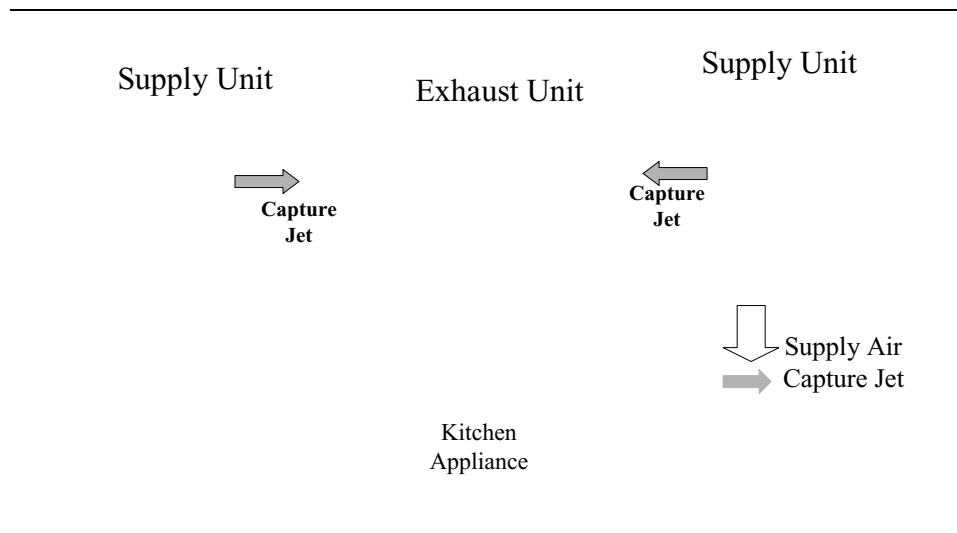 Supply Unit
Exhaust Unit
Supply Unit
Capture
Jet
Capture
Jet
Supply Air
Capture Jet
Kitchen
Appliance